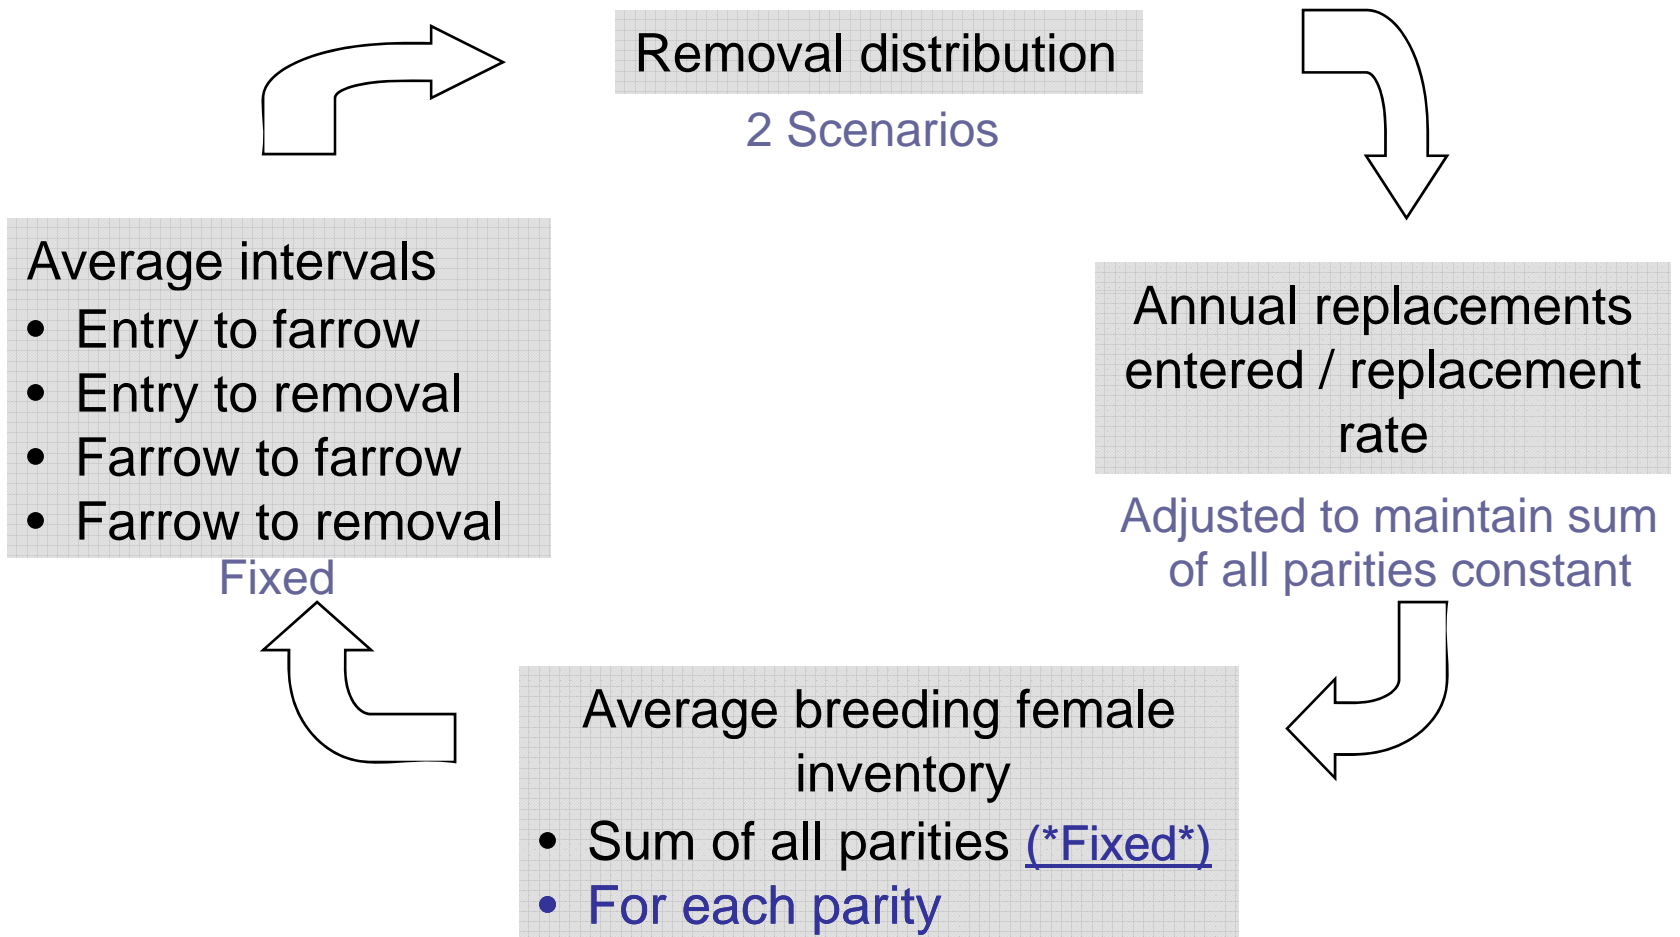 Removal distribution
2 Scenarios
Average intervals
• Entry to farrow
• Entry to removal
• Farrow to farrow
• Farrow to removal
Fixed
Annual replacements
entered / replacement
rate
Adjusted to maintain sum
of all parities constant
Average breeding female
inventory
• Sum of all parities (*Fixed*)
• For each parity